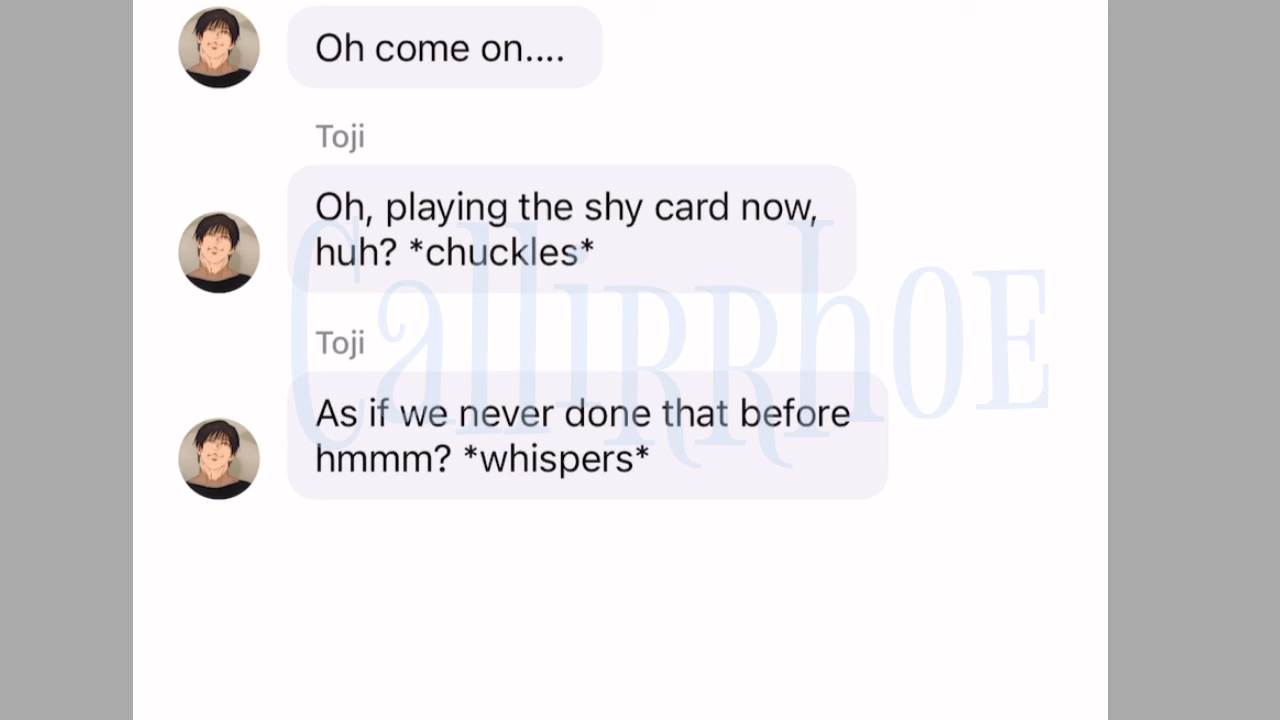 Oh come on....
Toji
Oh, playing the shy card now,
huh? *chuckles*
CallirrhOE
Toji
As if we never done that before
hmmm? *whispers*